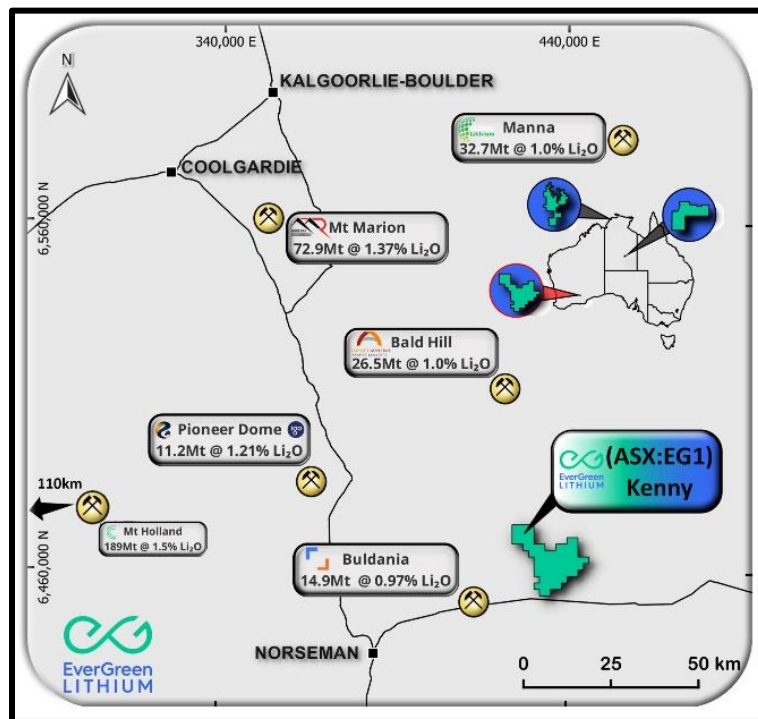 340,000 E
440,000 E
N
KALGOORLIE-BOULDER
Manna
Lithium
32.7Mt @ 1.0% Li₂O
COOLGARDIE
6,560,000 N
Mt Marion
72.9Mt @ 1.37% Li₂O
Bald Hill
26.5Mt @ 1.0% Li₂O
Pioneer Dome
igo
11.2Mt @ 1.21% Li₂O
EverGreen
LITHIUM
(ASX:EG1)
Kenny
110km
Mt Holland
189Mt @ 1.5% Li₂O
6,460,000 N
Buldania
14.9Mt @ 0.97% Li₂O
EverGreen
LITHIUM
NORSEMAN
0 25 50 km